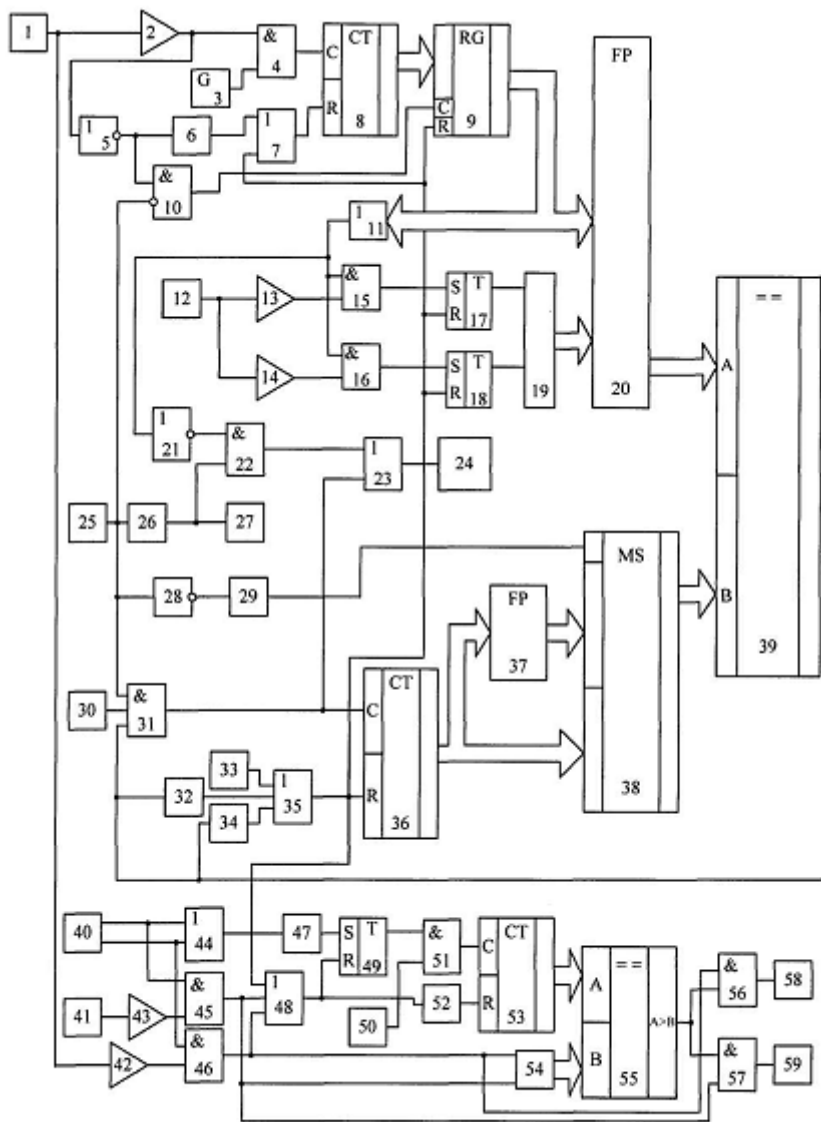 1
2
&
4
G
3
C
R
CT
8
RG
C
R
9
FP
20
1
5
6
1
7
&
10
1
11
12
13
14
&
15
&
16
S
R
T
17
S
R
T
18
19
A
B
==
39
1
21
&
22
1
23
24
25
26
27
28
29
MS
38
FP
37
30
&
31
C
R
CT
36
33
32
34
1
35
40
1
44
47
S
R
T
49
&
51
C
R
CT
53
A
B
==
A>B
55
&
56
58
41
43
&
45
1
48
50
52
42
&
46
54
&
57
59